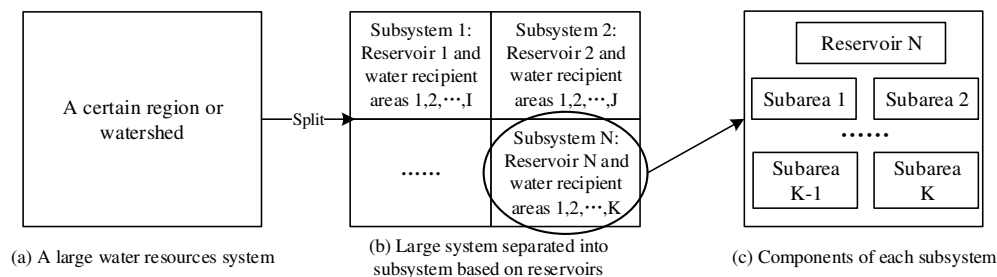 A certain region or
watershed
Split
Subsystem 1:
Reservoir 1 and
water recipient
areas 1,2,⋯,I
Subsystem 2:
Reservoir 2 and
water recipient
areas 1,2,⋯,J
……
Subsystem N:
Reservoir N and
water recipient
areas 1,2,⋯,K
Reservoir N
Subarea 1
Subarea 2
……
Subarea
K-1
Subarea
K
(a) A large water resources system
(b) Large system separated into
subsystem based on reservoirs
(c) Components of each subsystem